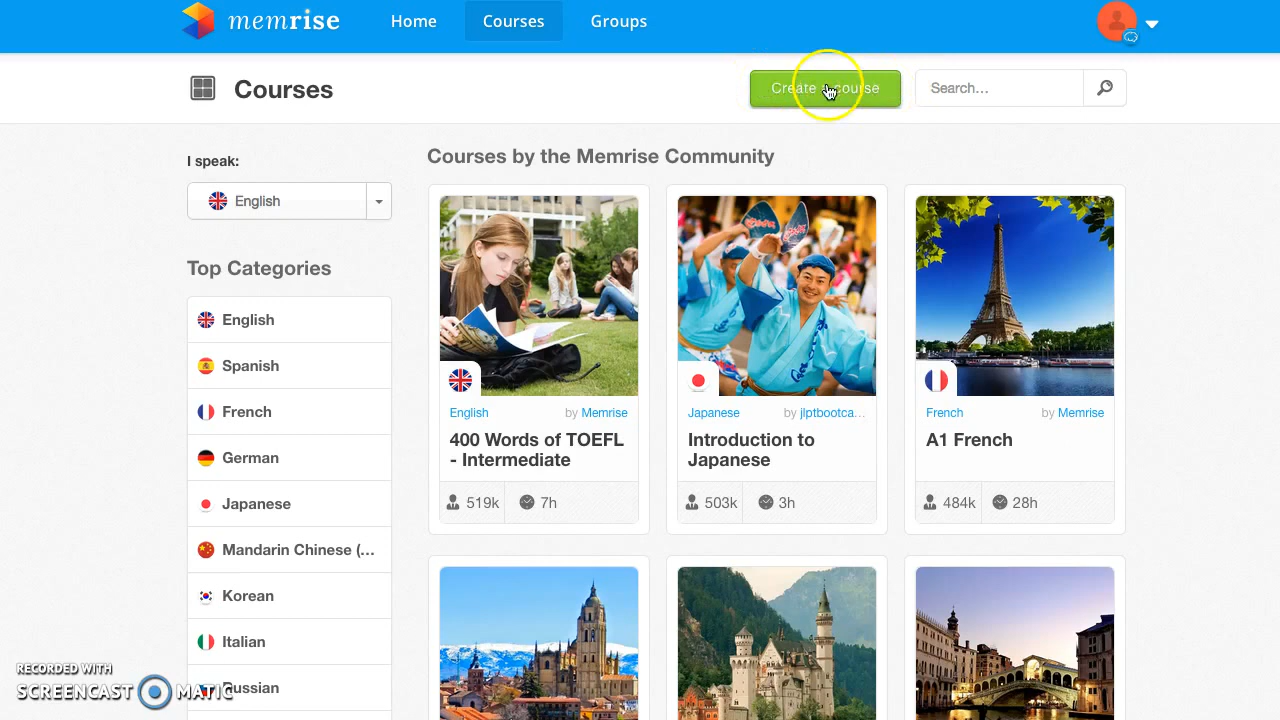 memrise
Home
Courses
Groups
Courses
Create a course
Search...
I speak:
English
Top Categories
English
Spanish
French
German
Japanese
Mandarin Chinese (...
Korean
Italian
Russian
Courses by the Memrise Community
English
by Memrise
400 Words of TOEFL
- Intermediate
519k
7h
Japanese
by jlptbootca...
Introduction to
Japanese
503k
3h
French
by Memrise
A1 French
484k
28h
RECORDED WITH
SCREENCAST MATIC